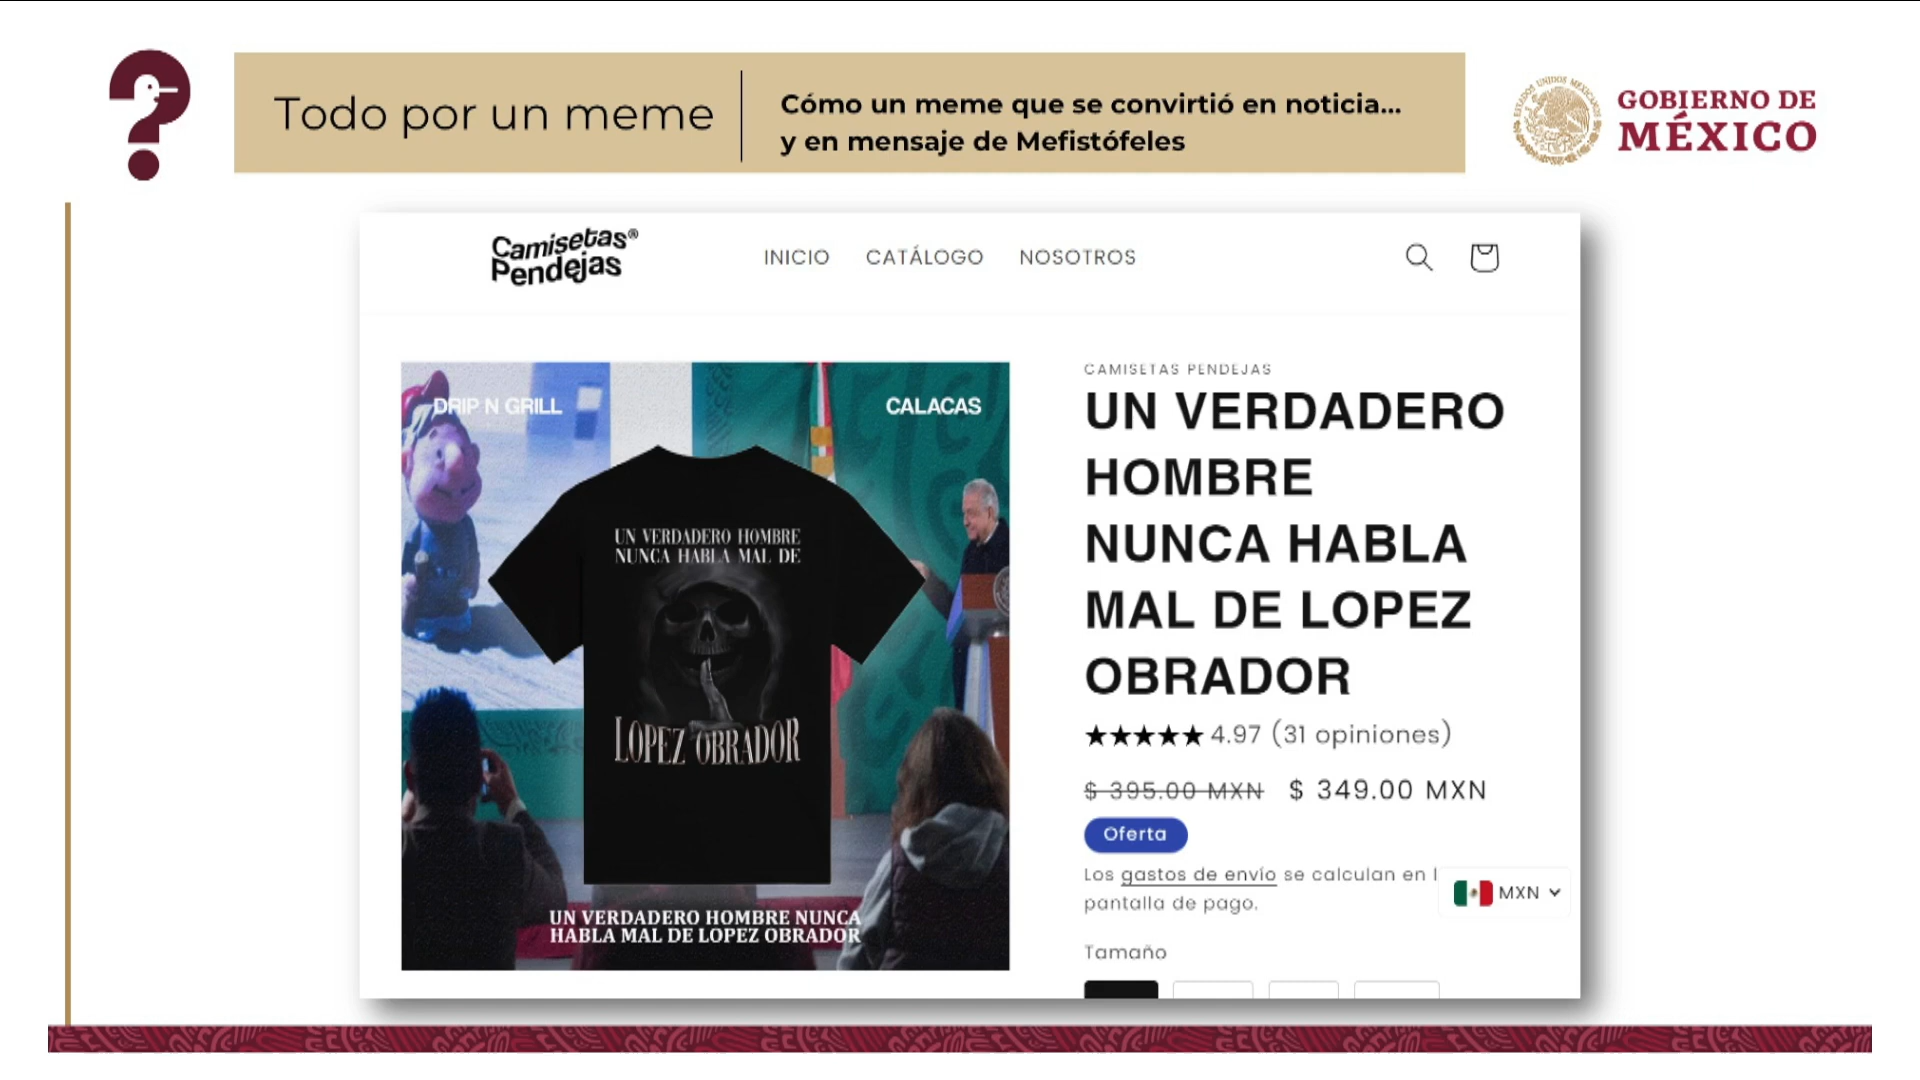 Todo por un meme
Cómo un meme que se convirtió en noticia...
y en mensaje de Mefistófeles
GOBIERNO DE
MÉXICO
Camisetas®
Pendejas
INICIO
CATÁLOGO
NOSOTROS
DRIP N GRILL
CALACAS
UN VERDADERO HOMBRE
NUNCA HABLA MAL DE
LOPEZ OBRADOR
UN VERDADERO HOMBRE NUNCA
HABLA MAL DE LOPEZ OBRADOR
CAMISETAS PENDEJAS
UN VERDADERO
HOMBRE
NUNCA HABLA
MAL DE LOPEZ
OBRADOR
★★★★★ 4.97 (31 opiniones)
$ 395.00 MXN $ 349.00 MXN
Oferta
Los gastos de envío se calculan en l
pantalla de pago.
MXN
Tamaño